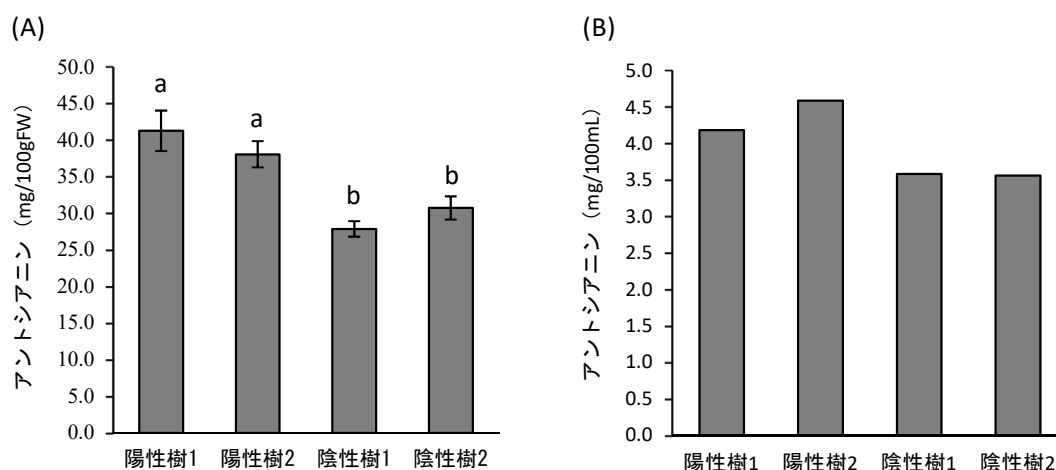 (A)
アントシアニン（mg/100gFW）
50.0
45.0
40.0
35.0
30.0
25.0
20.0
15.0
10.0
5.0
0.0
a
a
b
b
陽性樹1 陽性樹2 陰性樹1 陰性樹2
(B)
アントシアニン（mg/100mL）
5.0
4.5
4.0
3.5
3.0
2.5
2.0
1.5
1.0
0.5
0.0
陽性樹1 陽性樹2 陰性樹1 陰性樹2